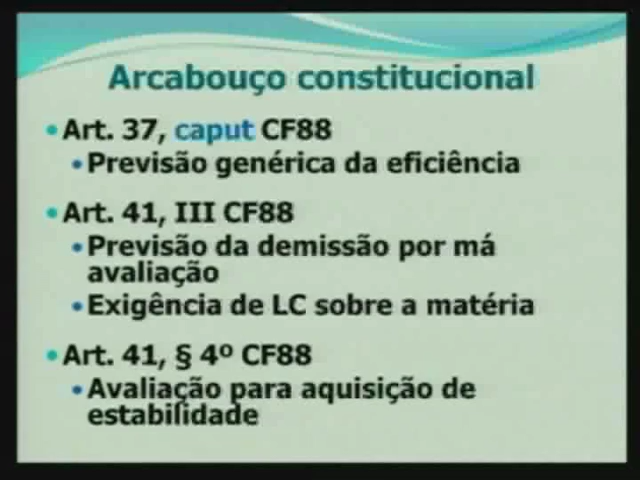 Arcabouço constitucional
• Art. 37, caput CF88
• Previsão genérica da eficiência
• Art. 41, III CF88
• Previsão da demissão por má
avaliação
• Exigência de LC sobre a matéria
• Art. 41, § 4º CF88
• Avaliação para aquisição de
estabilidade